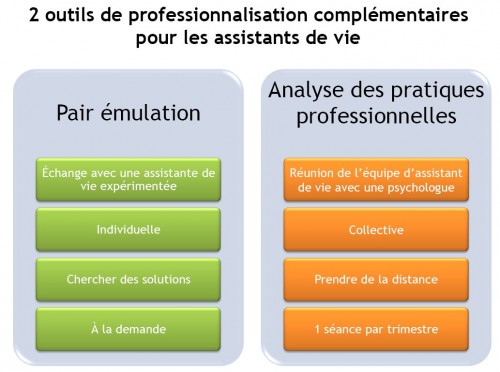 2 outils de professionnalisation complémentaires
pour les assistants de vie
Pair émulation
Échange avec une assistante de
vie expérimentée
Individuelle
Chercher des solutions
À la demande
Analyse des pratiques
professionnelles
Réunion de l'équipe d'assistant
de vie avec une psychologue
Collective
Prendre de la distance
1 séance par trimestre